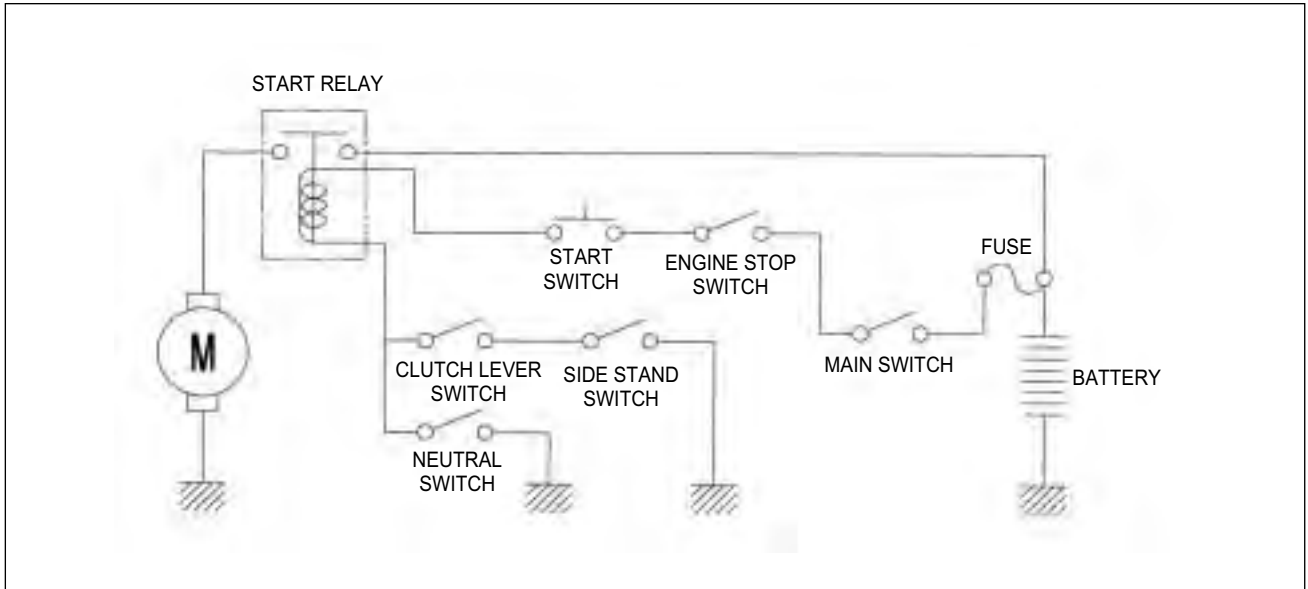 START RELAY
START
SWITCH
ENGINE STOP
SWITCH
FUSE
M
CLUTCH LEVER
SWITCH
SIDE STAND
SWITCH
MAIN SWITCH
BATTERY
NEUTRAL
SWITCH